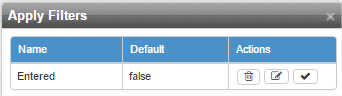 Apply Filters
Name Default Actions
Entered false